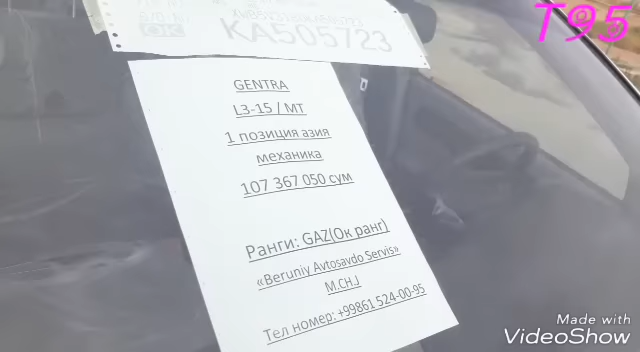 T95
OK
KA505723
GENTRA
L3-15 / MT
1 позиция азия
механика
107 367 050 сум
Ранги: GAZ(Ок ранг)
«Beruniy Avtosavdo Servis»
M.CH.J
Тел номер: +99861 524-00-95
Made with
VideoShow